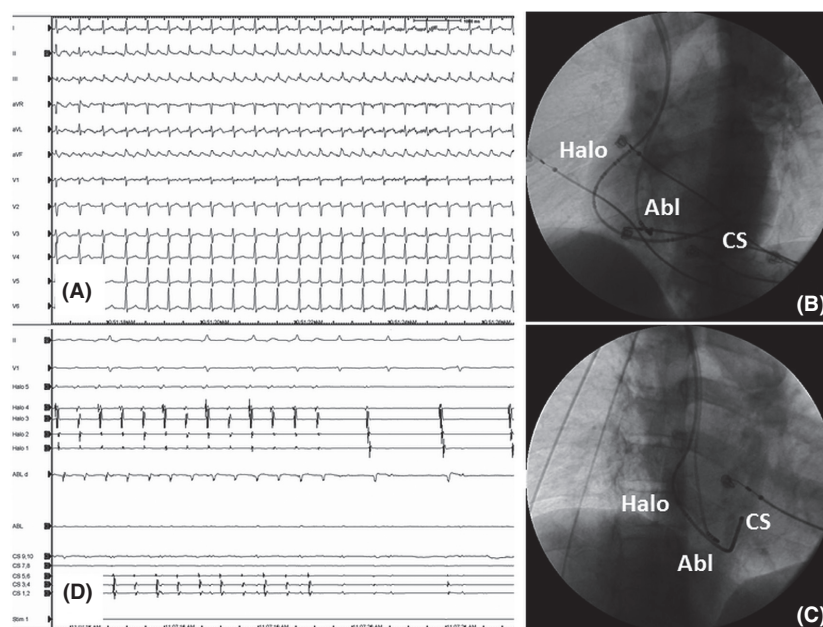 I
II
III
aVR
aVL
aVF
V1
V2
V3
V4
V5
V6
(A)
Halo
Abl
CS
(B)
II
V1
Halo 5
Halo 4
Halo 3
Halo 2
Halo 1
ABL d
ABL
CS 9,10
CS 7,8
CS 5,6
CS 3,4
CS 1,2
Stim 1
(D)
Halo
CS
Abl
(C)